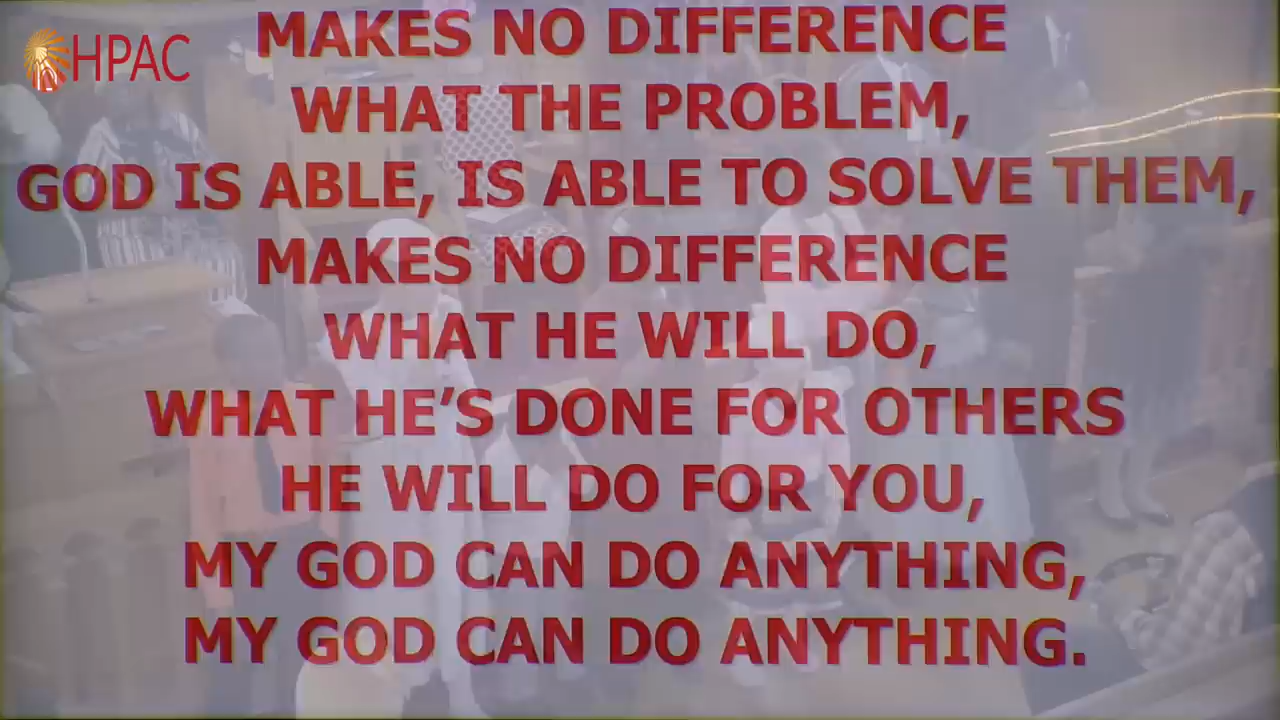 HPAC
MAKES NO DIFFERENCE
WHAT THE PROBLEM,
GOD IS ABLE, IS ABLE TO SOLVE THEM,
MAKES NO DIFFERENCE
WHAT HE WILL DO,
WHAT HE’S DONE FOR OTHERS
HE WILL DO FOR YOU,
MY GOD CAN DO ANYTHING,
MY GOD CAN DO ANYTHING.